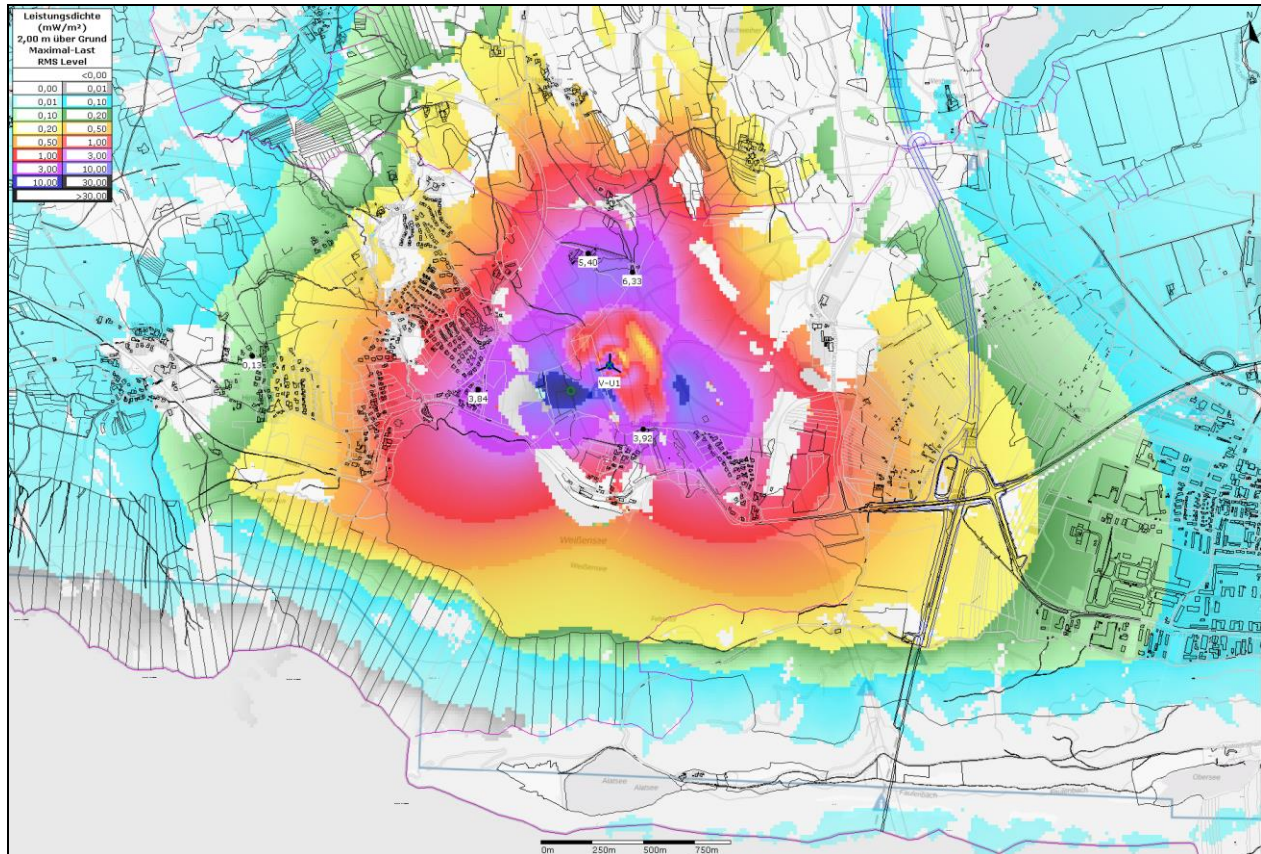 Leistungsdichte
(mW/m²)
2,00 m über Grund
Maximal-Last
RMS Level
<0,00
0,00 0,01
0,01 0,10
0,10 0,20
0,20 0,50
0,50 1,00
1,00 3,00
3,00 10,00
10,00 30,00
>30,00
N
5,40
6,33
0,13
V-U1
3,84
3,92
Weißensee
Weißensee
Alatsee
Alatsee
Faulenbach
Faulenbach
Obersee
0m 250m 500m 750m